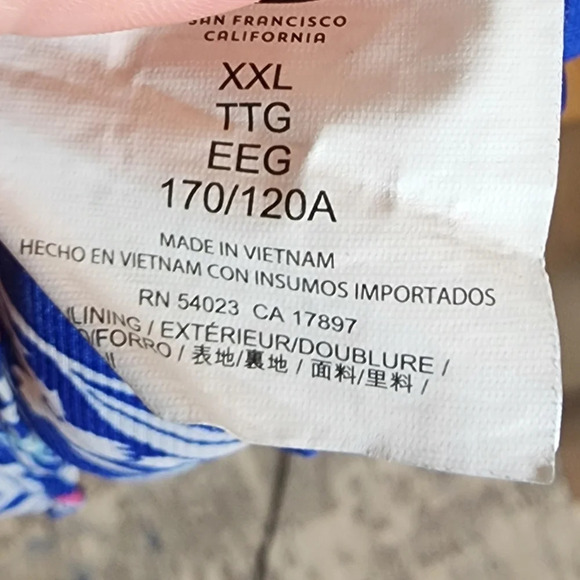 SAN FRANCISCO
CALIFORNIA
XXL
TTG
EEG
170/120A
MADE IN VIETNAM
HECHO EN VIETNAM CON INSUMOS IMPORTADOS
RN 54023 CA 17897
/LINING / EXTÉRIEUR/DOUBLURE /
/FORRO / 表地/裏地 / 面料/里料 /